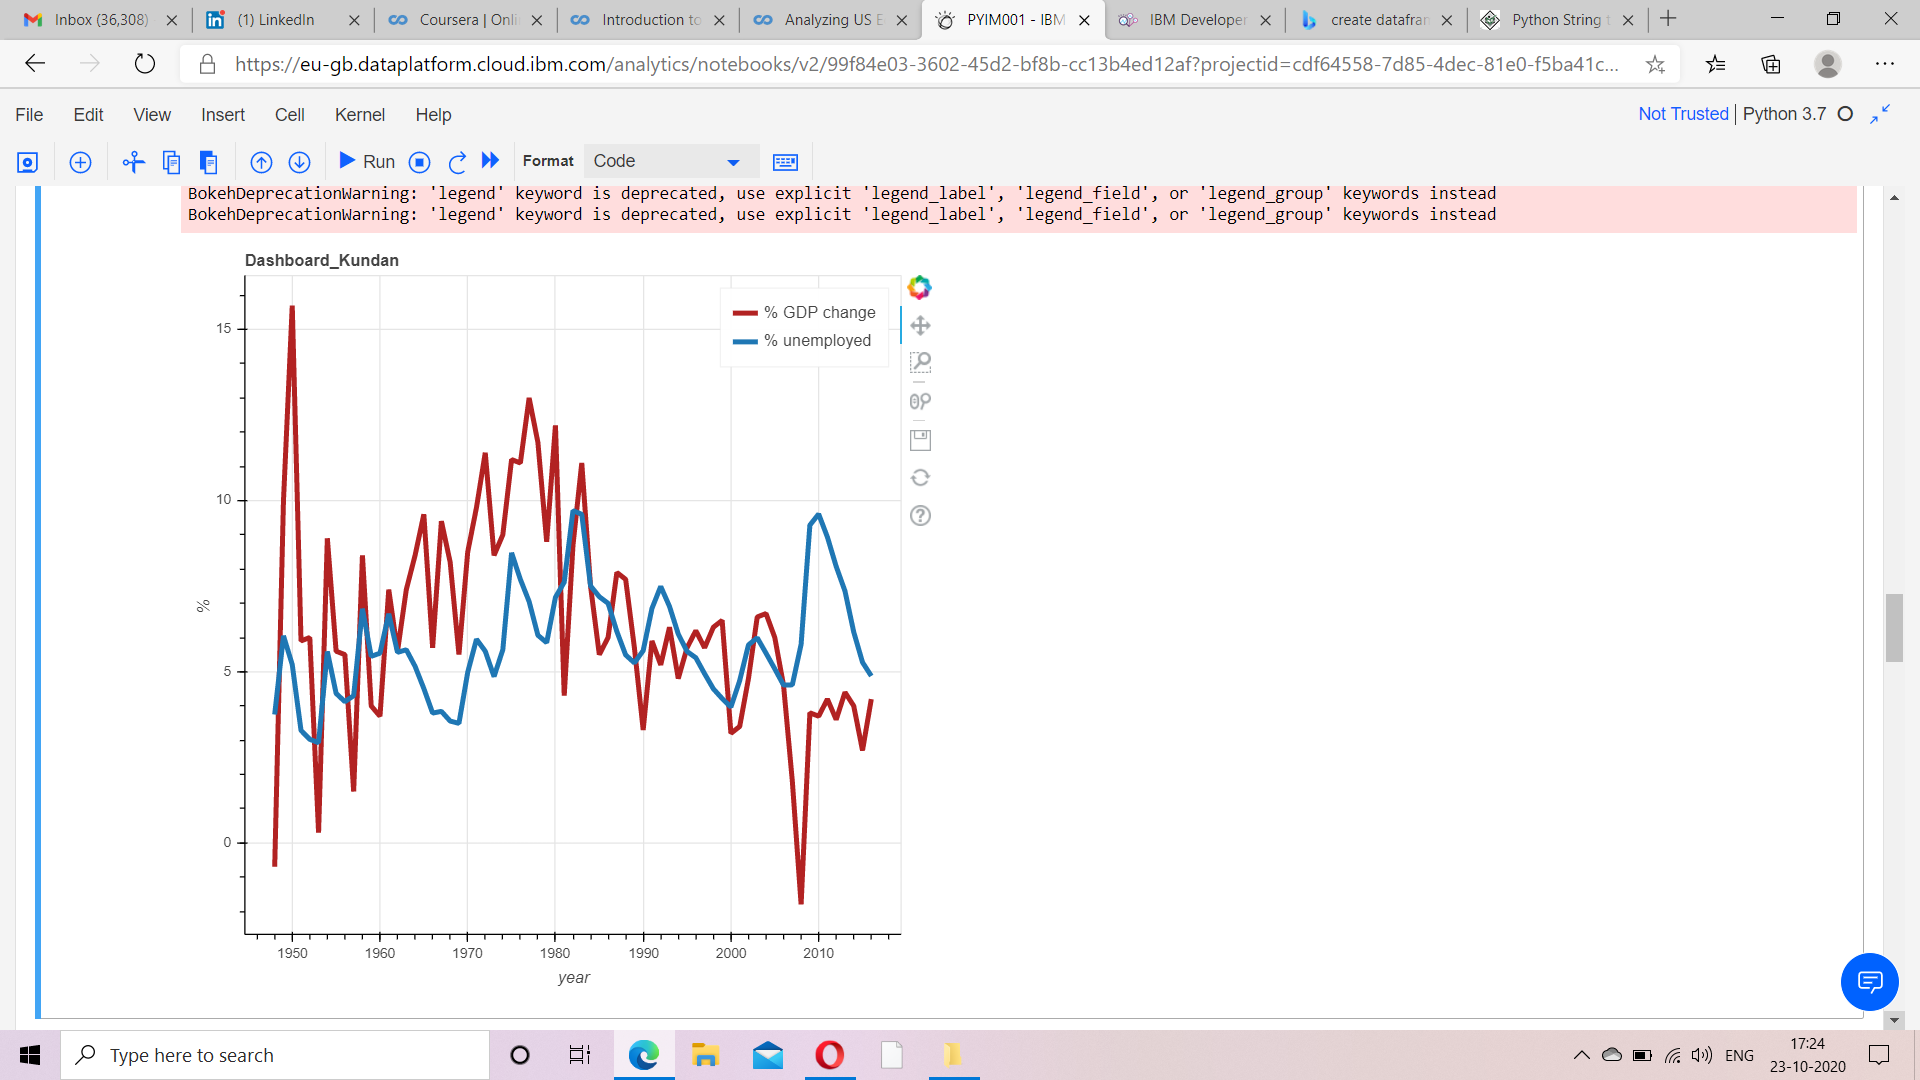 Inbox (36,308)
(1) LinkedIn
Coursera | Onli
Introduction to
Analyzing US E
PYIM001 - IBM
IBM Developer
create datafran
Python String t
https://eu-gb.dataplatform.cloud.ibm.com/analytics/notebooks/v2/99f84e03-3602-45d2-bf8b-cc13b4ed12af?projectid=cdf64558-7d85-4dec-81e0-f5ba41c...
File Edit View Insert Cell Kernel Help
Not Trusted | Python 3.7
Run
Format
Code
BokehDeprecationWarning: 'legend' keyword is deprecated, use explicit 'legend_label', 'legend_field', or 'legend_group' keywords instead
BokehDeprecationWarning: 'legend' keyword is deprecated, use explicit 'legend_label', 'legend_field', or 'legend_group' keywords instead
Dashboard_Kundan
% GDP change
% unemployed
15
10
5
0
%
1950 1960 1970 1980 1990 2000 2010
year
Type here to search
ENG
17:24
23-10-2020